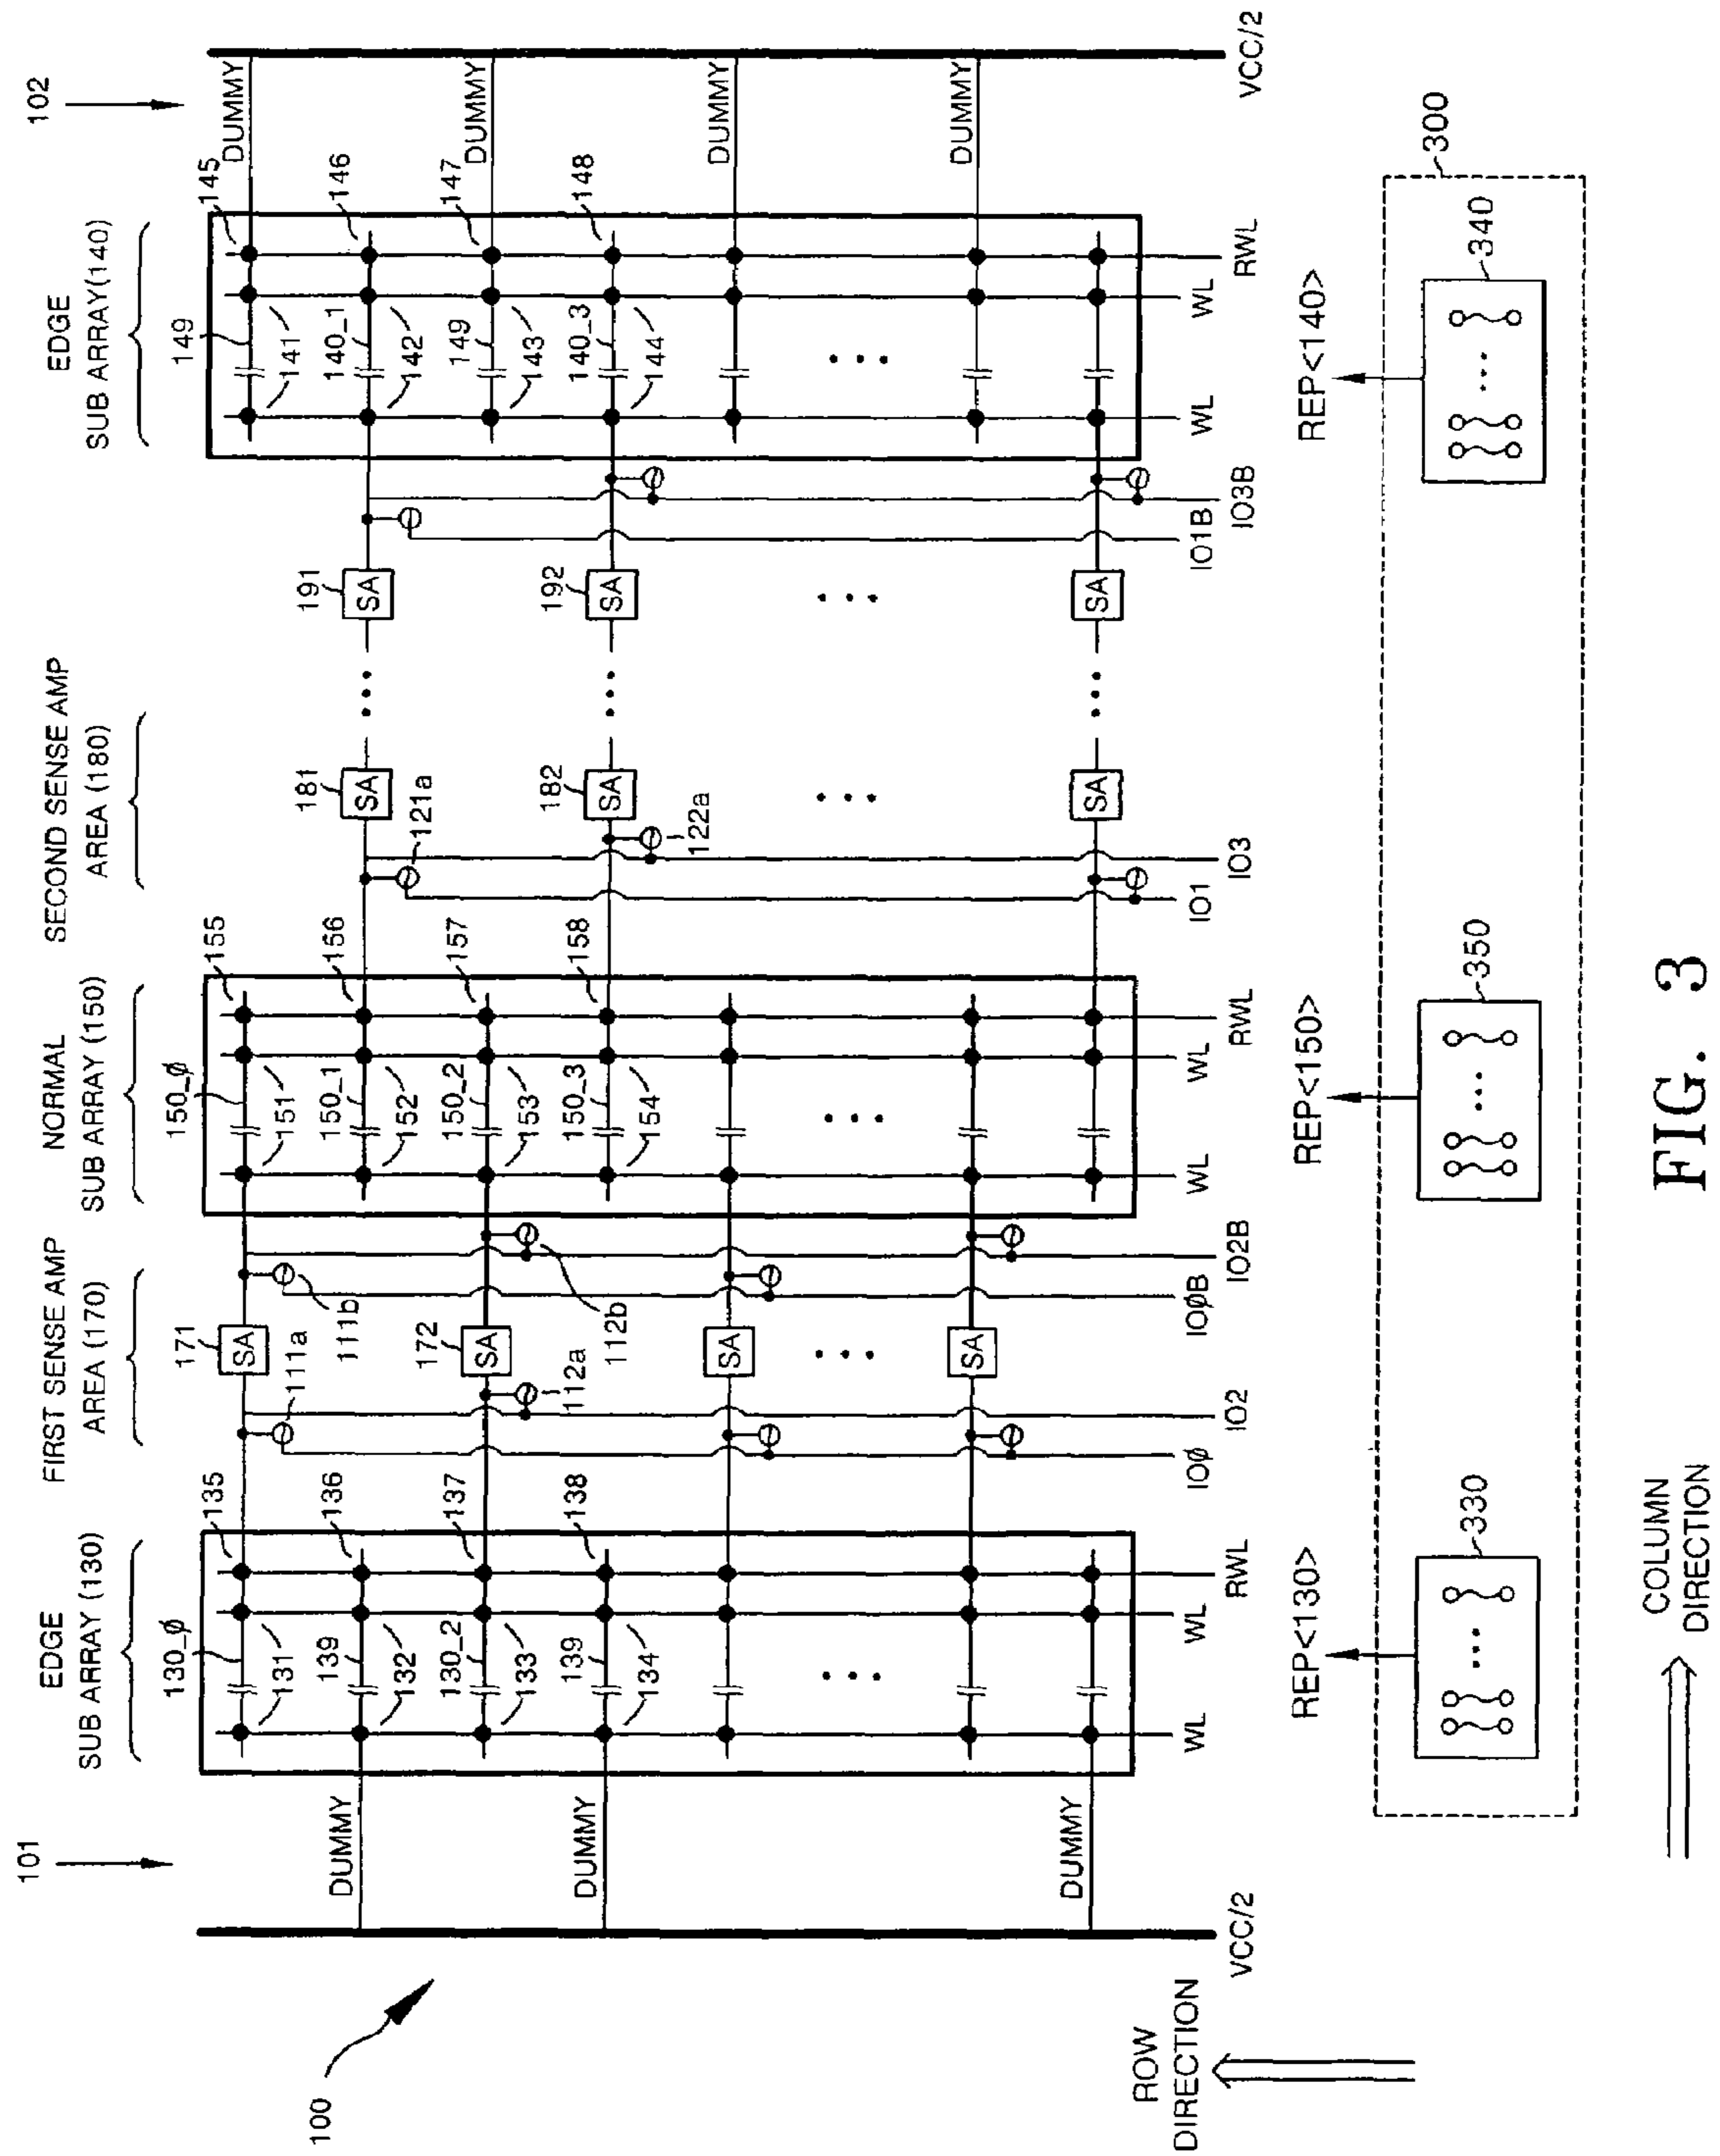 101
102
EDGE
SUB ARRAY (130)
FIRST SENSE AMP
AREA (170)
NORMAL
SUB ARRAY (150)
SECOND SENSE AMP
AREA (180)
EDGE
SUB ARRAY(140)
130_ø
135
171
111a
111b
150_ø
155
181
121a
191
149
145
DUMMY
131
151
141
DUMMY
139
136
150_1
156
140_1
146
132
152
142
130_2
137
172
112a
112b
150_2
157
182
122a
192
149
147
DUMMY
133
153
143
DUMMY
139
138
150_3
158
140_3
148
134
154
144
DUMMY
DUMMY
DUMMY
SA
SA
SA
SA
SA
SA
SA
SA
SA
SA
SA
SA
SA
VCC/2
WL
WL
RWL
IOø
IO2
IOøB
IO2B
WL
WL
RWL
IO1
IO3
IO1B
IO3B
WL
WL
RWL
VCC/2
100
ROW
DIRECTION
REP<130>
REP<150>
REP<140>
300
330
350
340
COLUMN
DIRECTION
FIG. 3